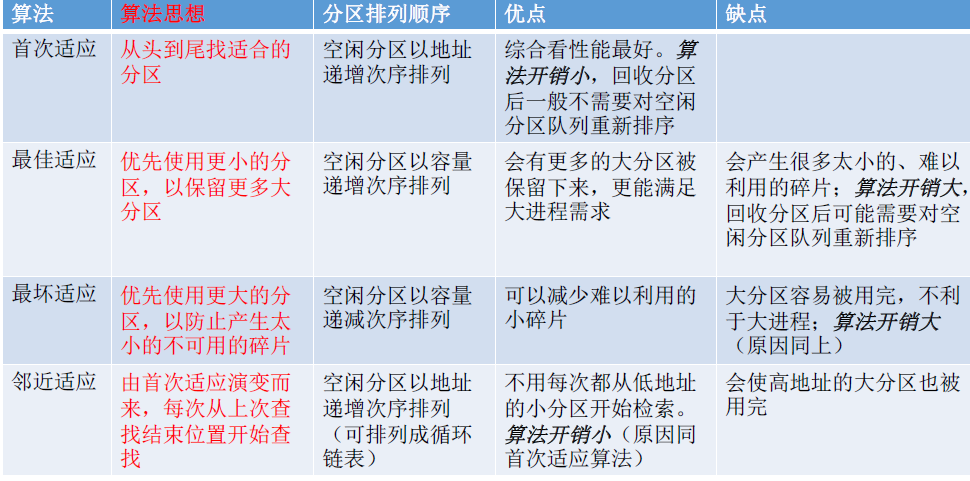 算法 算法思想 分区排列顺序 优点 缺点
首次适应
从头到尾找适合的
分区
空闲分区以地址
递增次序排列
综合看性能最好。算
法开销小，回收分区
后一般不需要对空闲
分区队列重新排序
最佳适应
优先使用更小的分
区，以保留更多大
分区
空闲分区以容量
递增次序排列
会有更多的大分区被
保留下来，更能满足
大进程需求
会产生很多太小的、难以
利用的碎片；算法开销大，
回收分区后可能需要对空
闲分区队列重新排序
最坏适应
优先使用更大的分
区，以防止产生太
小的不可用的碎片
空闲分区以容量
递减次序排列
可以减少难以利用的
小碎片
大分区容易被用完，不利
于大进程；算法开销大
（原因同上）
邻近适应
由首次适应演变而
来，每次从上次查
找结束位置开始查
找
空闲分区以地址
递增次序排列
（可排列成循环
链表）
不用每次都从低地址
的小分区开始检索。
算法开销小（原因同
首次适应算法）
会使高地址的大分区也被
用完